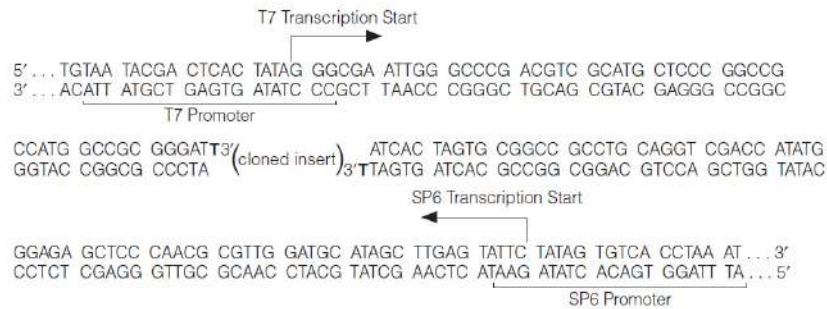 T7 Transcription Start
5′ . . . TGTAA TACGA CTCAC TATAG GGCGA ATTGG GCCCG ACGTC GCATG CTCCC GGCCG
3′ . . . ACATT ATGCT GAGTG ATATC CCGCT TAACC CGGGC TGCAG CGTAC GAGGG CCGGC
T7 Promoter
CCATG GCCGC GGGATT3′ (cloned insert) ATCAC TAGTG CGGCC GCCTG CAGGT CGACC ATATG
GGTAC CGGCG CCCTA 3′TTAGTG ATCAC GCCGG CGGAC GTCCA GCTGG TATAC
SP6 Transcription Start
GGAGA GCTCC CAACG CGTTG GATGC ATAGC TTGAG TATTC TATAG TGTCA CCTAA AT . . . 3′
CCTCT CGAGG GTTGC GCAAC CTACG TATCG AACTC ATAAG ATATC ACAGT GGATT TA . . . 5′
SP6 Promoter